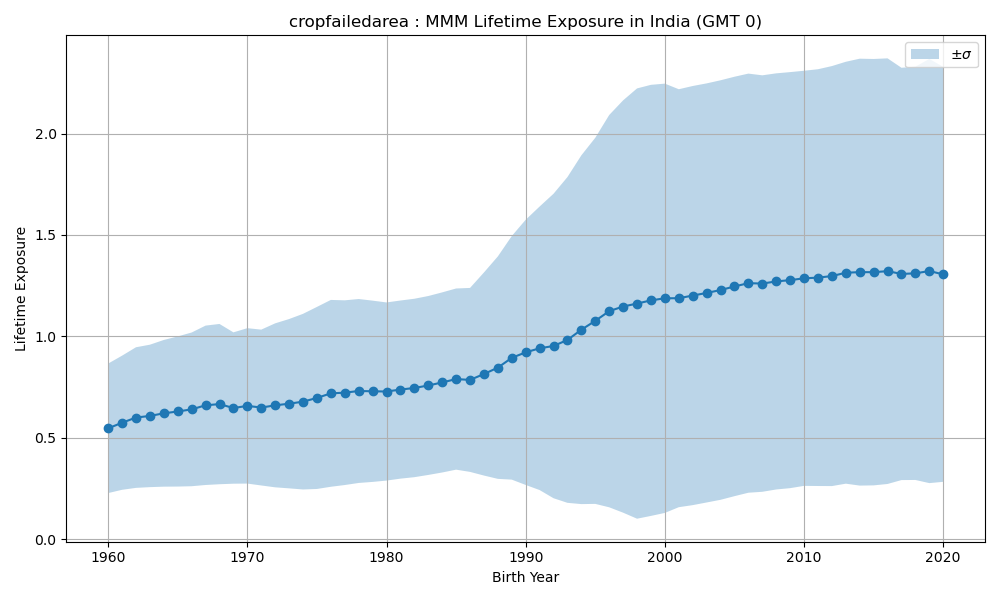 cropfailedarea : MMM Lifetime Exposure in India (GMT 0)
±σ
Lifetime Exposure
2.0
1.5
1.0
0.5
0.0
1960 1970 1980 1990 2000 2010 2020
Birth Year